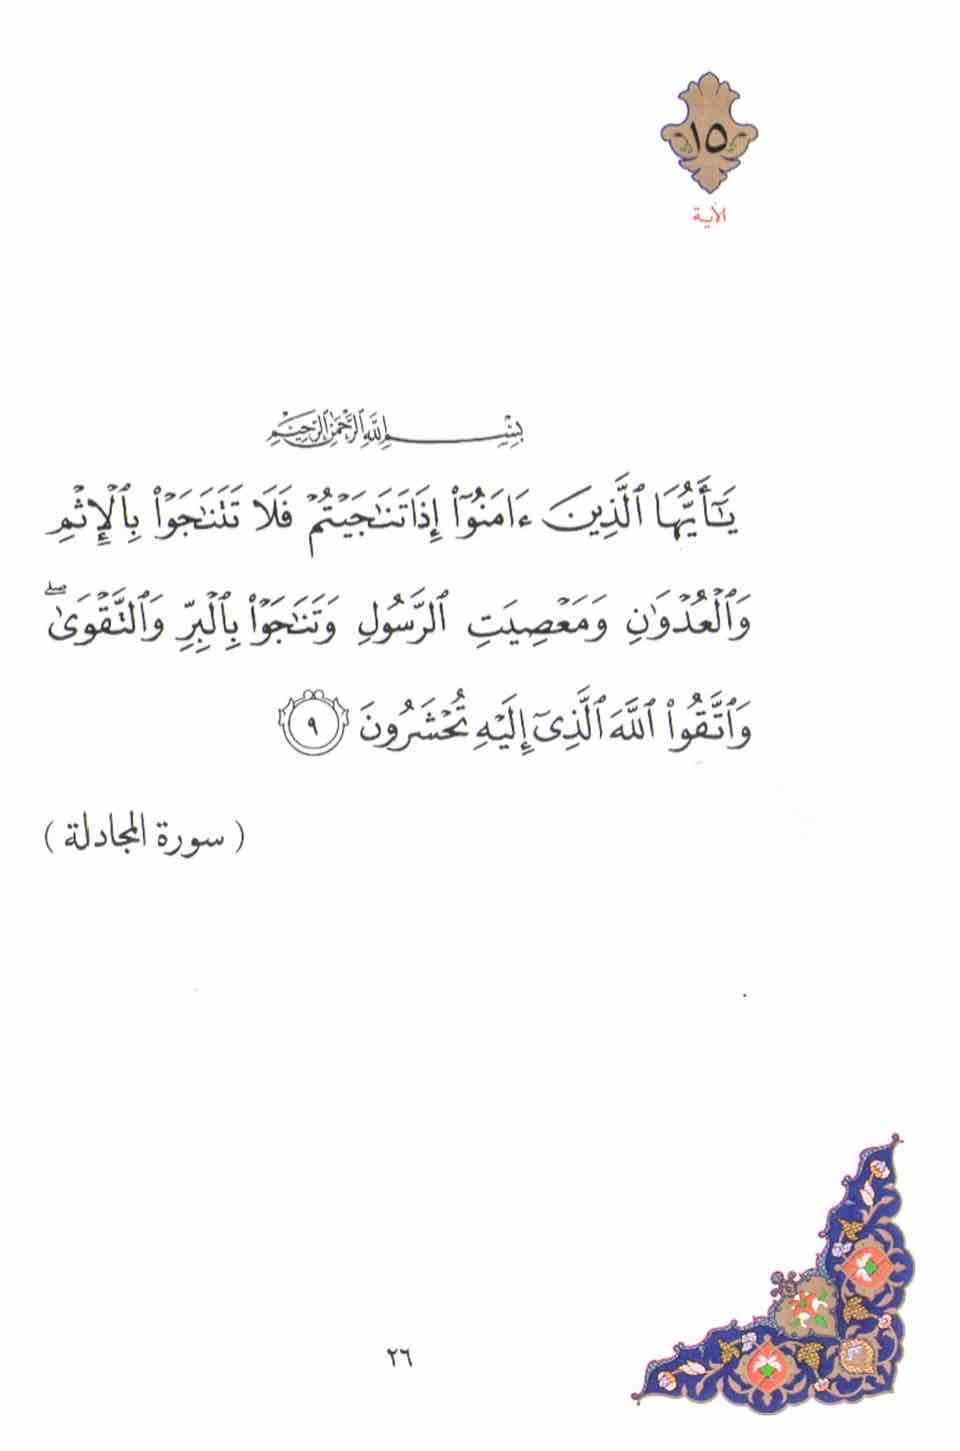 ١٥
الآية
بِسْمِ اللَّهِ الرَّحْمَٰنِ الرَّحِيمِ
يَٰٓأَيُّهَا ٱلَّذِينَ ءَامَنُوٓا۟ إِذَا تَنَٰجَيْتُمْ فَلَا تَتَنَٰجَوْا۟ بِٱلْإِثْمِ
وَٱلْعُدْوَٰنِ وَمَعْصِيَتِ ٱلرَّسُولِ وَتَنَٰجَوْا۟ بِٱلْبِرِّ وَٱلتَّقْوَىٰ ۖ
وَٱتَّقُوا۟ ٱللَّهَ ٱلَّذِىٓ إِلَيْهِ تُحْشَرُونَ ٩
( سورة المجادلة )
٢٦